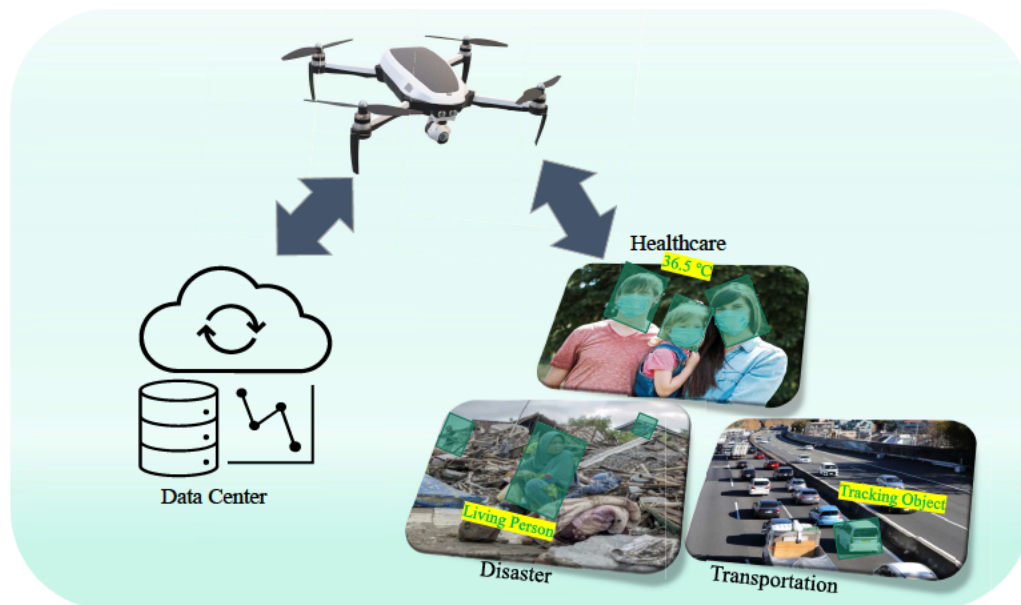 Healthcare
36.5 °C
Data Center
Living Person
Tracking Object
Disaster
Transportation